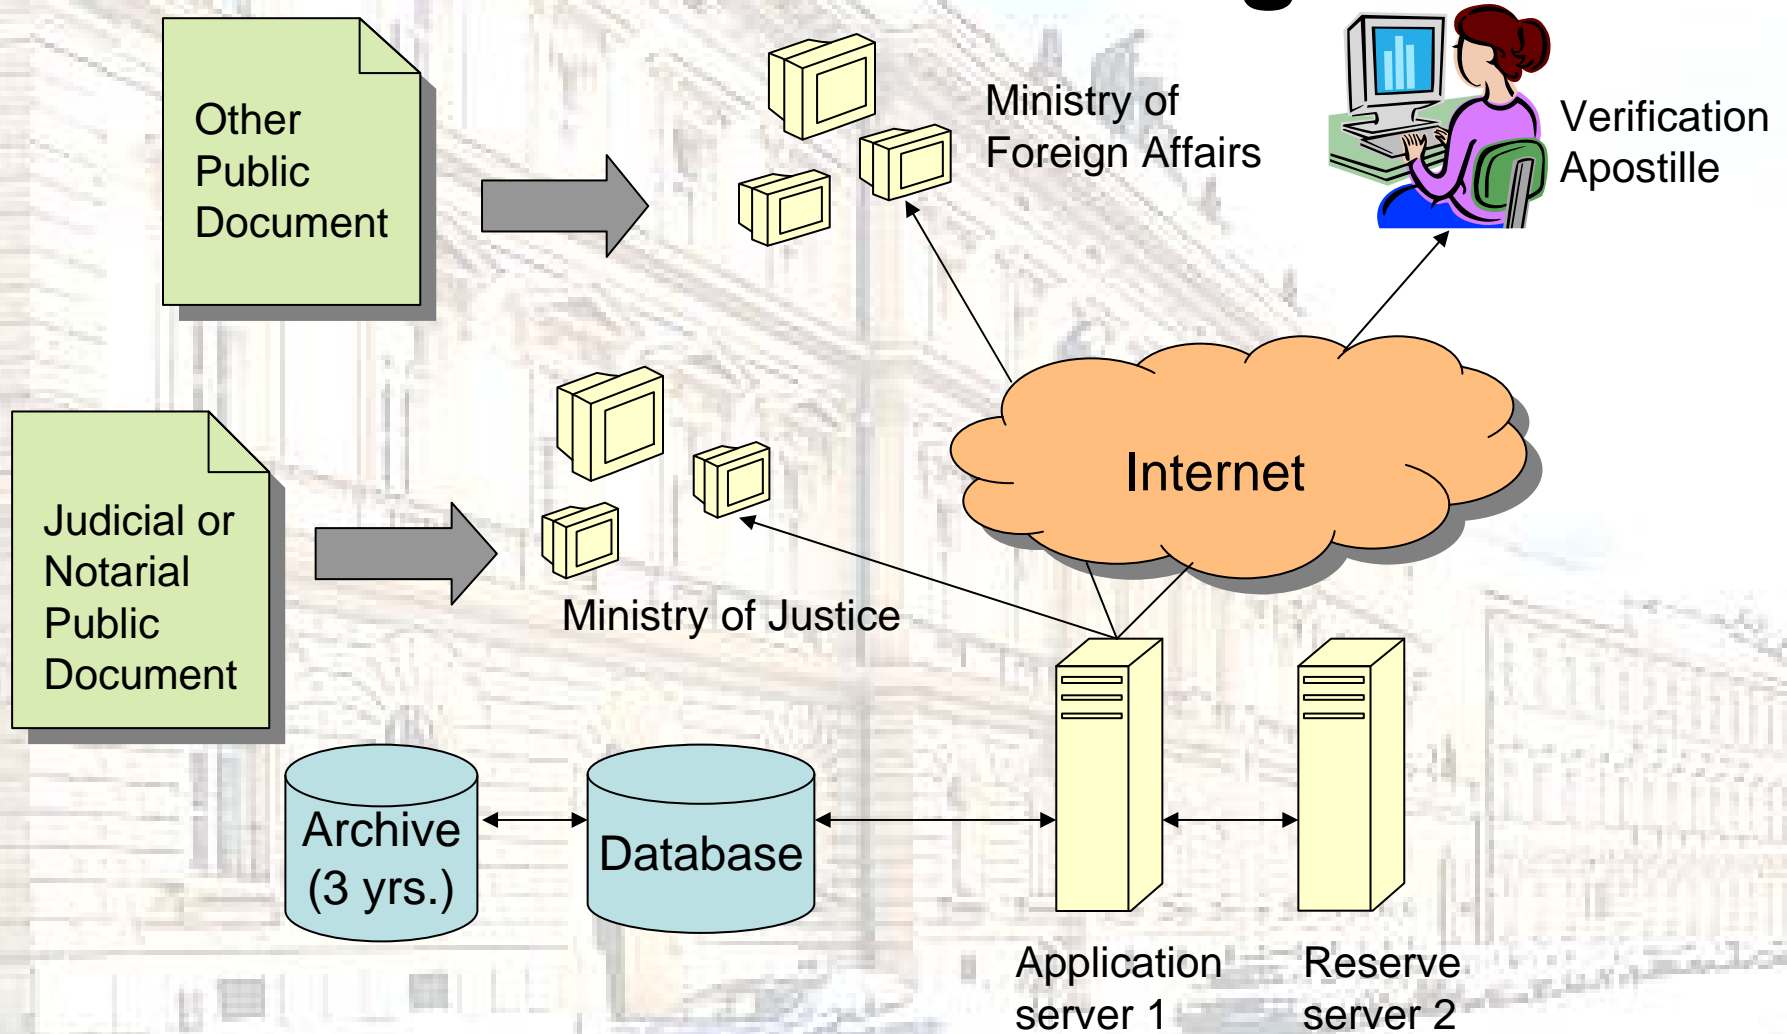 Other
Public
Document
Ministry of
Foreign Affairs
Verification
Apostille
Internet
Judicial or
Notarial
Public
Document
Ministry of Justice
Archive
(3 yrs.)
Database
Application
server 1
Reserve
server 2